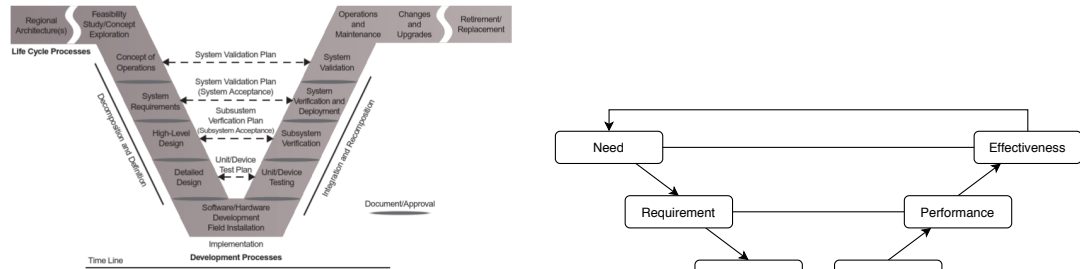 Regional
Architecture(s)
Feasibility
Study/Concept
Exploration
Operations
and
Maintenance
Changes
and
Upgrades
Retirement/
Replacement
Life Cycle Processes
Concept of
Operations
System Validation Plan
System
Validation
System
Requirements
System Validation Plan
(System Acceptance)
System
Verification and
Deployment
High-Level
Design
Subsustem
Verfication Plan
(Subsystem Acceptance)
Subsystem
Verification
Detailed
Design
Unit/Device
Test Plan
Unit/Device
Testing
Decomposition and Definition
Integration and Recomposition
Software/Hardware
Development
Field Installation
Document/Approval
Implementation
Development Processes
Time Line
Need
Effectiveness
Requirement
Performance